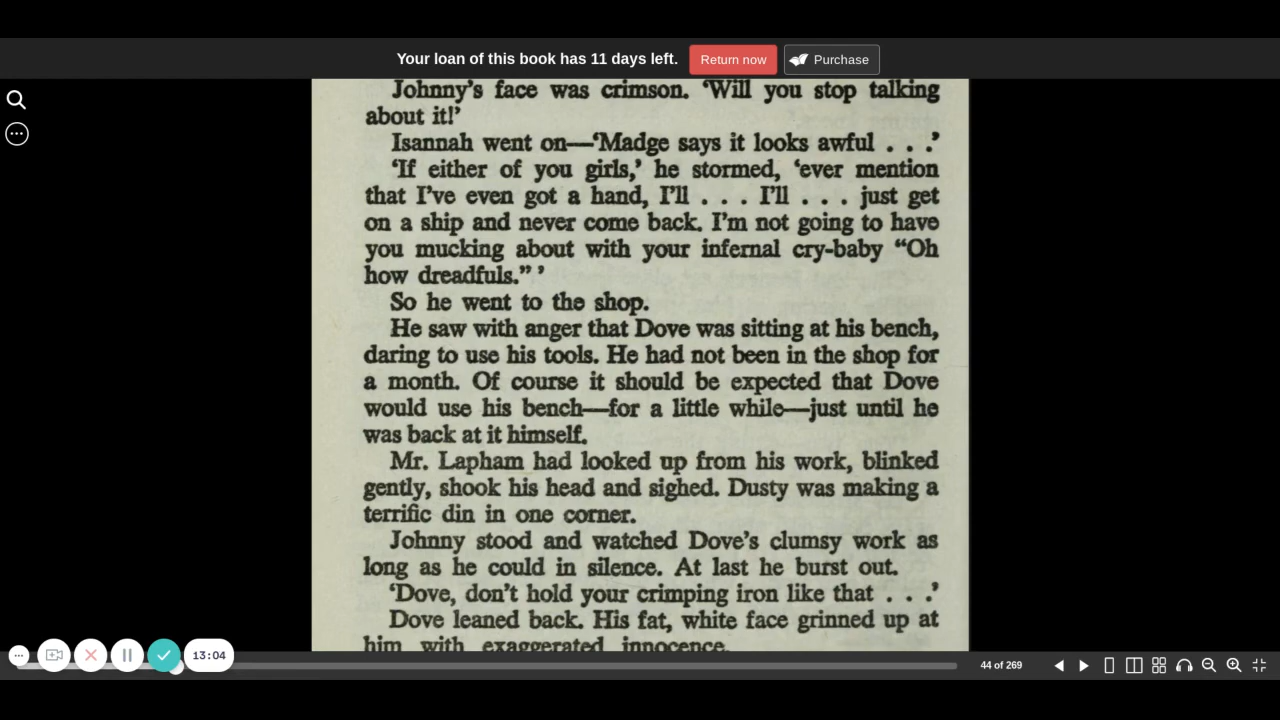 Your loan of this book has 11 days left. Return now Purchase
Johnny's face was crimson. 'Will you stop talking
about it!'
Isannah went on—'Madge says it looks awful . . .'
'If either of you girls,' he stormed, 'ever mention
that I've even got a hand, I'll . . . I'll . . . just get
on a ship and never come back. I'm not going to have
you mucking about with your infernal cry-baby "Oh
how dreadfuls." '
So he went to the shop.
He saw with anger that Dove was sitting at his bench,
daring to use his tools. He had not been in the shop for
a month. Of course it should be expected that Dove
would use his bench—for a little while—just until he
was back at it himself.
Mr. Lapham had looked up from his work, blinked
gently, shook his head and sighed. Dusty was making a
terrific din in one corner.
Johnny stood and watched Dove's clumsy work as
long as he could in silence. At last he burst out.
'Dove, don't hold your crimping iron like that . . .'
Dove leaned back. His fat, white face grinned up at
him with exaggerated innocence.
13:04
44 of 269